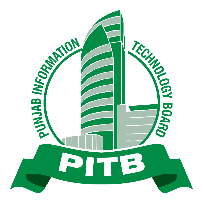 PUNJAB INFORMATION
TECHNOLOGY BOARD
PITB